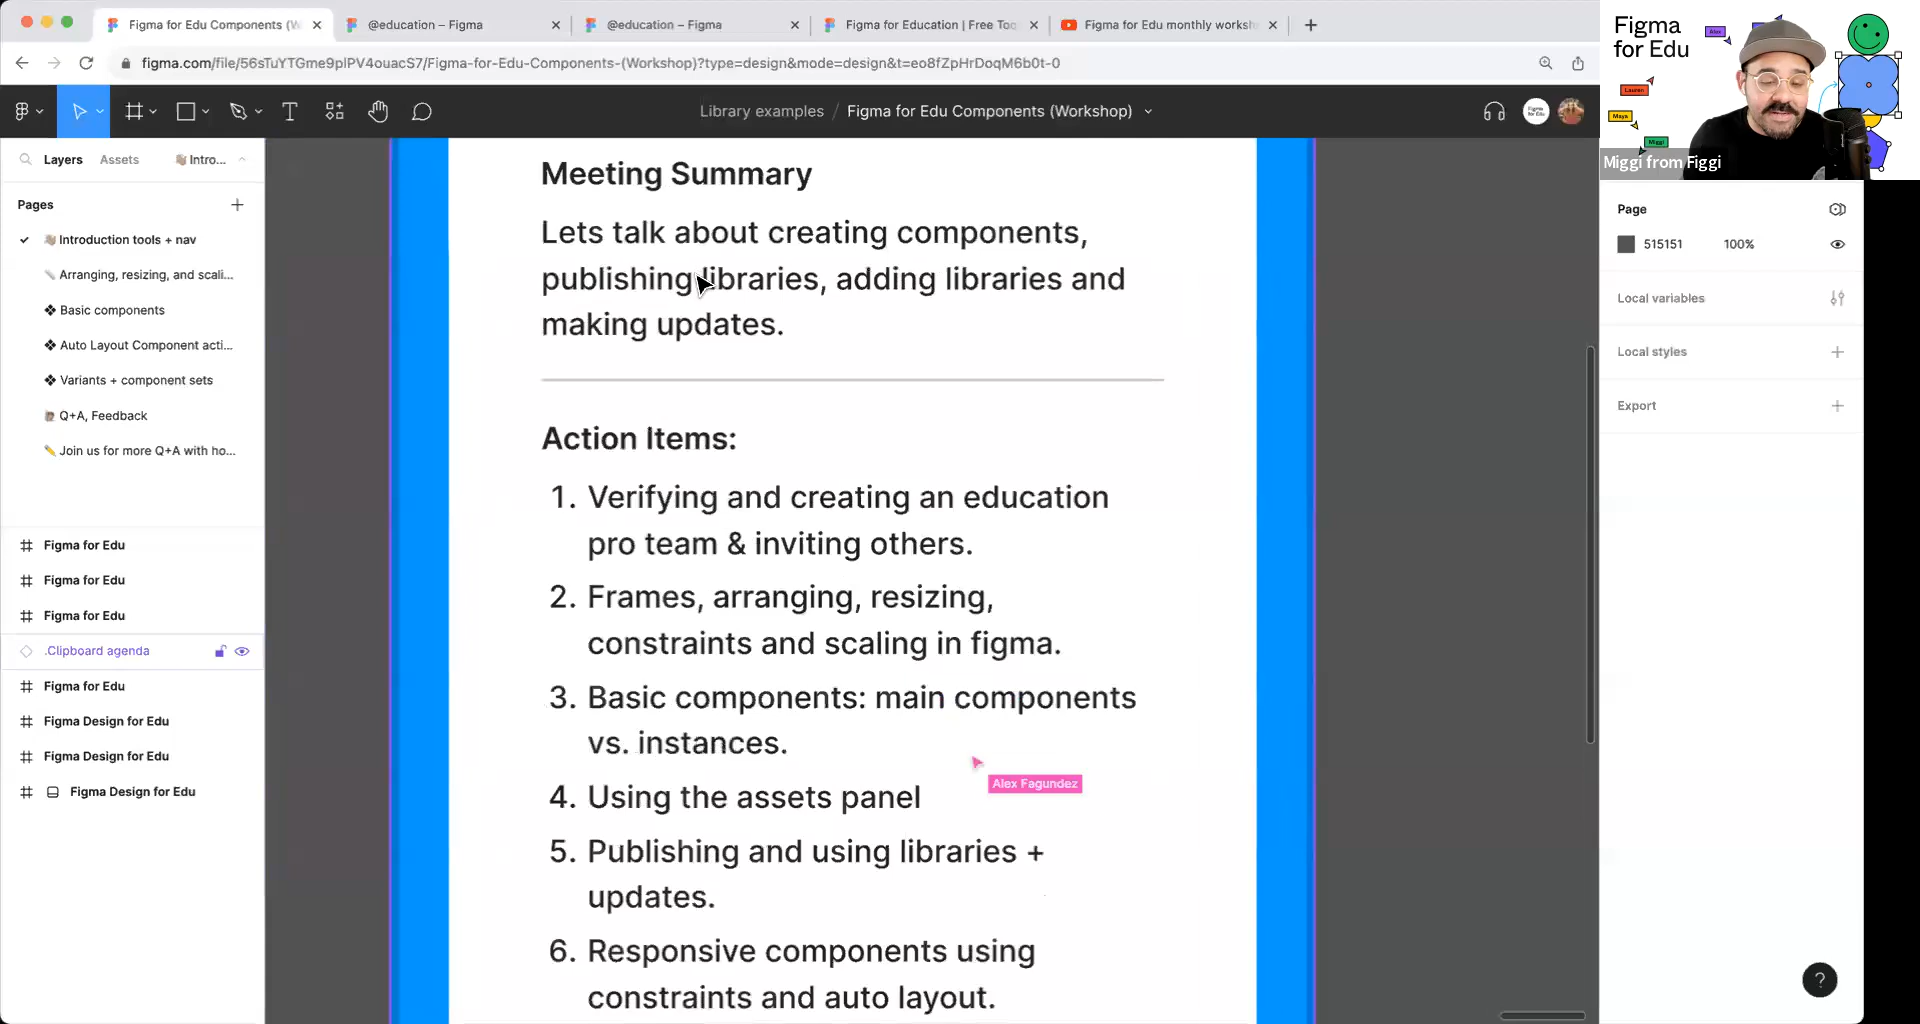 Figma for Edu Components (W
@education – Figma
@education – Figma
Figma for Education | Free Too
Figma for Edu monthly worksh
figma.com/file/56sTuYTGme9pIPV4ouacS7/Figma-for-Edu-Components-(Workshop)?type=design&mode=design&t=eo8fZpHrDoqM6b0t-0
Library examples / Figma for Edu Components (Workshop)
Figma
for Edu
Alex
Lauren
Maya
Miggi
Miggi from Figgi
Layers
Assets
Intro...
Pages
Introduction tools + nav
Arranging, resizing, and scali...
Basic components
Auto Layout Component acti...
Variants + component sets
Q+A, Feedback
Join us for more Q+A with ho...
Figma for Edu
Figma for Edu
Figma for Edu
.Clipboard agenda
Figma for Edu
Figma Design for Edu
Figma Design for Edu
Figma Design for Edu
Meeting Summary
Lets talk about creating components,
publishing libraries, adding libraries and
making updates.
Action Items:
1. Verifying and creating an education
pro team & inviting others.
2. Frames, arranging, resizing,
constraints and scaling in figma.
3. Basic components: main components
vs. instances.
Alex Fagundez
4. Using the assets panel
5. Publishing and using libraries +
updates.
6. Responsive components using
constraints and auto layout.
Page
515151
100%
Local variables
Local styles
Export
?